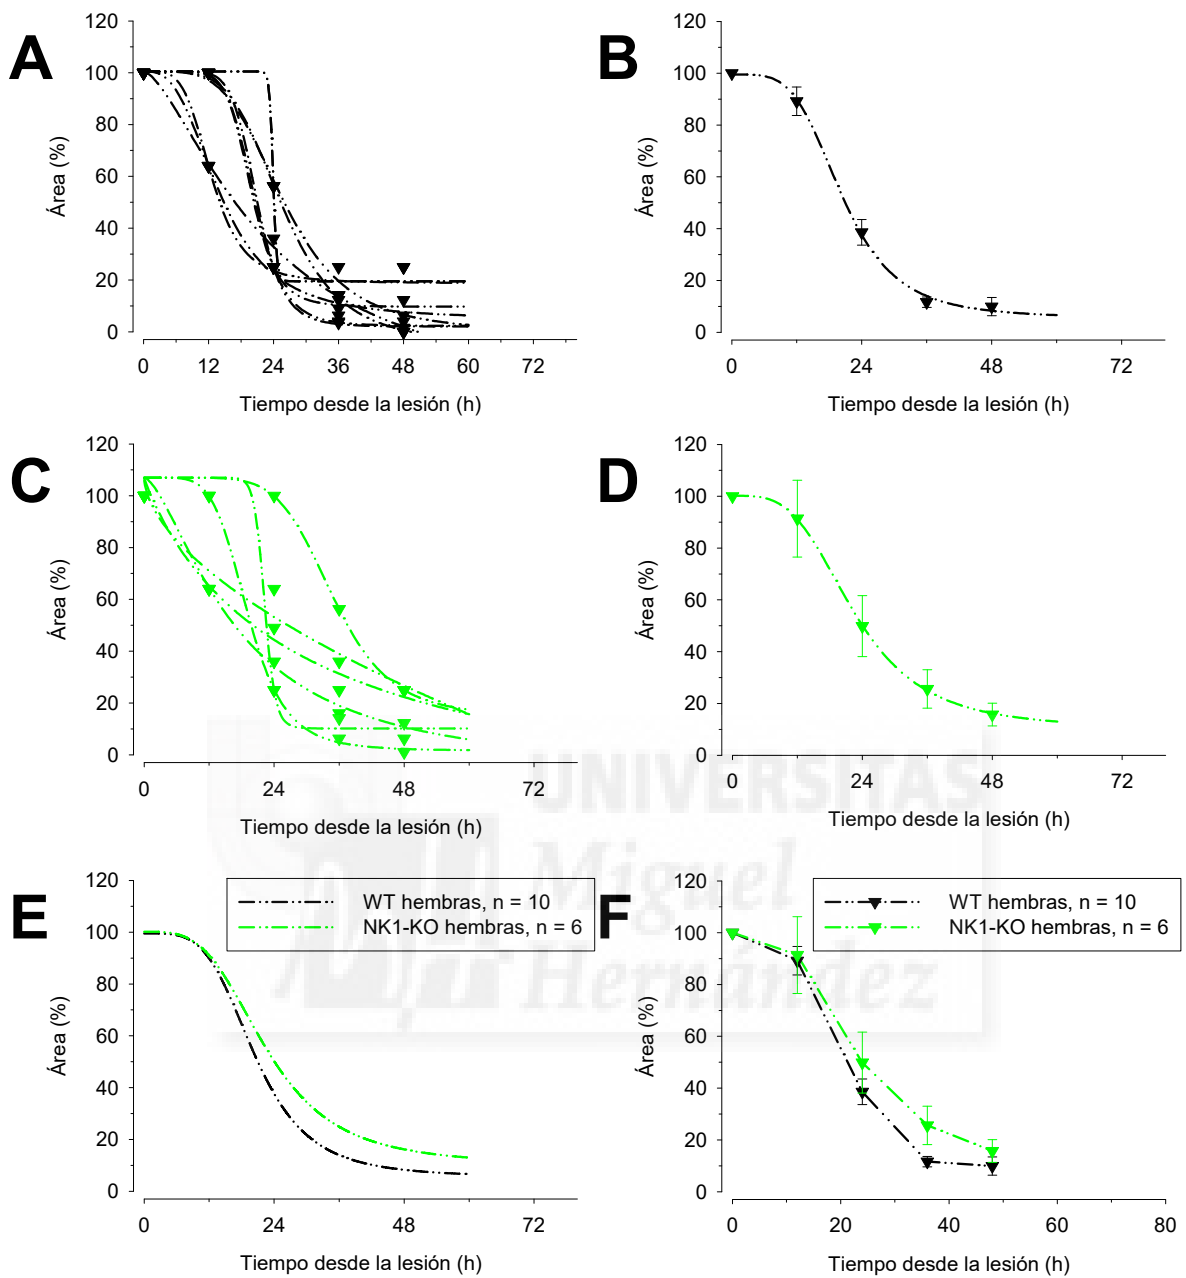 A
120
100
80
60
40
20
0
Área (%)
0 12 24 36 48 60 72
Tiempo desde la lesión (h)
B
120
100
80
60
40
20
0
Área (%)
0 24 48 72
Tiempo desde la lesión (h)
C
120
100
80
60
40
20
0
Área (%)
0 24 48 72
Tiempo desde la lesión (h)
D
120
100
80
60
40
20
0
Área (%)
0 24 48 72
Tiempo desde la lesión (h)
UNIVERSITAS
Miguel
Hernández
E
120
100
80
60
40
20
0
Área (%)
WT hembras, n = 10
NK1-KO hembras, n = 6
0 24 48 72
Tiempo desde la lesión (h)
F
120
100
80
60
40
20
0
Área (%)
WT hembras, n = 10
NK1-KO hembras, n = 6
0 20 40 60 80
Tiempo desde la lesión (h)